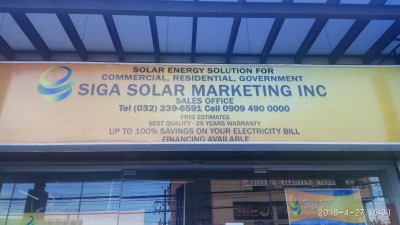 SOLAR ENERGY SOLUTION FOR
COMMERCIAL, RESIDENTIAL, GOVERNMENT
SIGA SOLAR MARKETING INC
SALES OFFICE
Tel (032) 239-6591 Cell 0909 490 0000
FREE ESTIMATES
BEST QUALITY - 25 YEARS WARRANTY
UP TO 100% SAVINGS ON YOUR ELECTRICITY BILL
FINANCING AVAILABLE